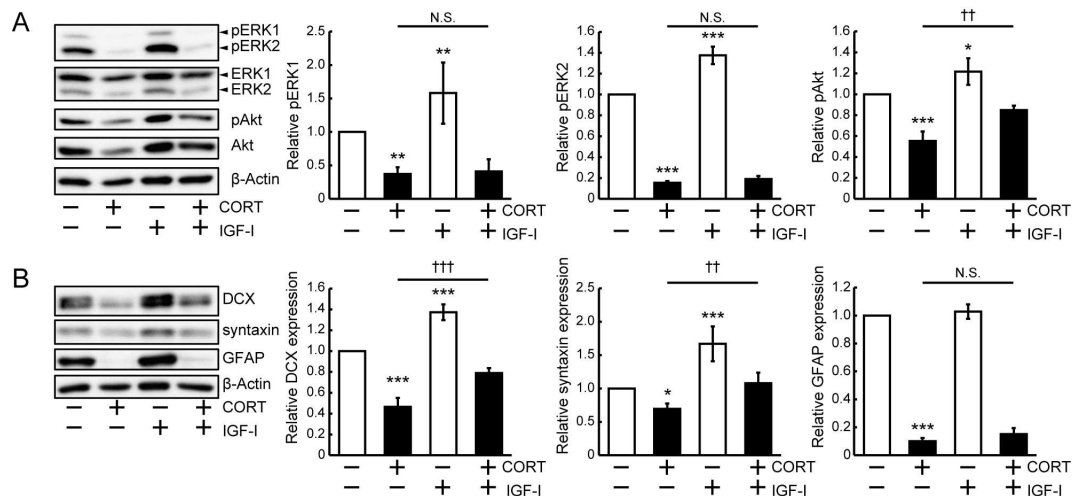 A
pERK1
pERK2
ERK1
ERK2
pAkt
Akt
β-Actin
− + − + CORT
− − + + IGF-I
N.S.
Relative pERK1
2.5
2.0
1.5
1.0
0.5
0
**
**
− + − + CORT
− − + + IGF-I
N.S.
Relative pERK2
1.6
1.4
1.2
1.0
0.8
0.6
0.4
0.2
0
***
***
− + − + CORT
− − + + IGF-I
††
Relative pAkt
1.6
1.4
1.2
1.0
0.8
0.6
0.4
0.2
0
***
*
− + − + CORT
− − + + IGF-I
B
DCX
syntaxin
GFAP
β-Actin
− + − + CORT
− − + + IGF-I
†††
Relative DCX expression
1.6
1.4
1.2
1.0
0.8
0.6
0.4
0.2
0
***
***
− + − + CORT
− − + + IGF-I
††
Relative syntaxin expression
2.5
2.0
1.5
1.0
0.5
0
*
***
− + − + CORT
− − + + IGF-I
N.S.
Relative GFAP expression
1.2
1.0
0.8
0.6
0.4
0.2
0
***
− + − + CORT
− − + + IGF-I